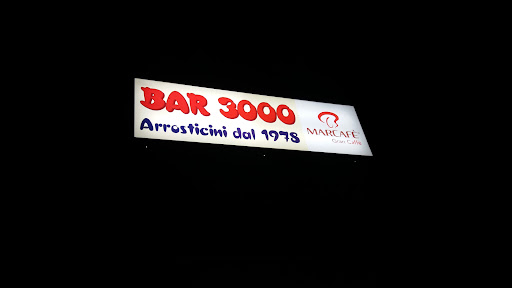 BAR 3000
Arrosticini dal 1978
MARCAFÈ
Gran Caffè